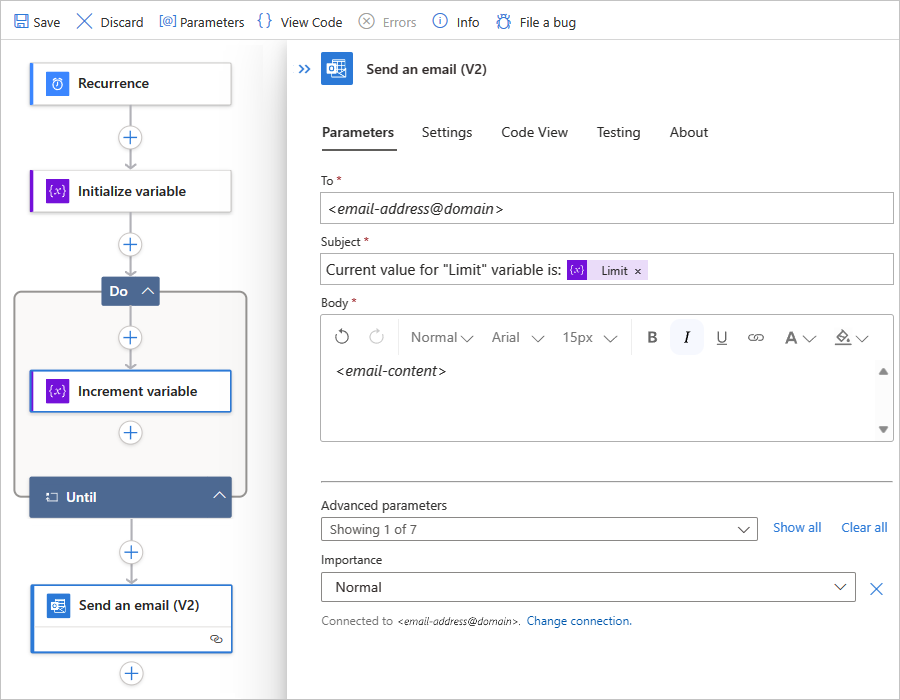 Save Discard [@] Parameters {} View Code Errors Info File a bug
Recurrence
{x} Initialize variable
Do
{x} Increment variable
Until
Send an email (V2)
Send an email (V2)
Parameters Settings Code View Testing About
To *
<email-address@domain>
Subject *
Current value for "Limit" variable is: {x} Limit ×
Body *
Normal Arial 15px B I U A
<email-content>
Advanced parameters
Showing 1 of 7 Show all Clear all
Importance
Normal
Connected to <email-address@domain>. Change connection.